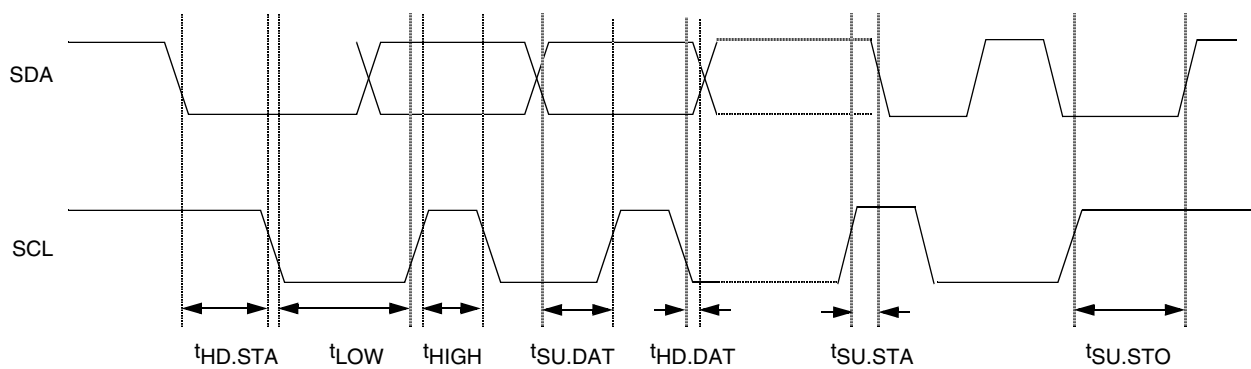 SDA
SCL
tHD.STA tLOW tHIGH tSU.DAT tHD.DAT tSU.STA tSU.STO